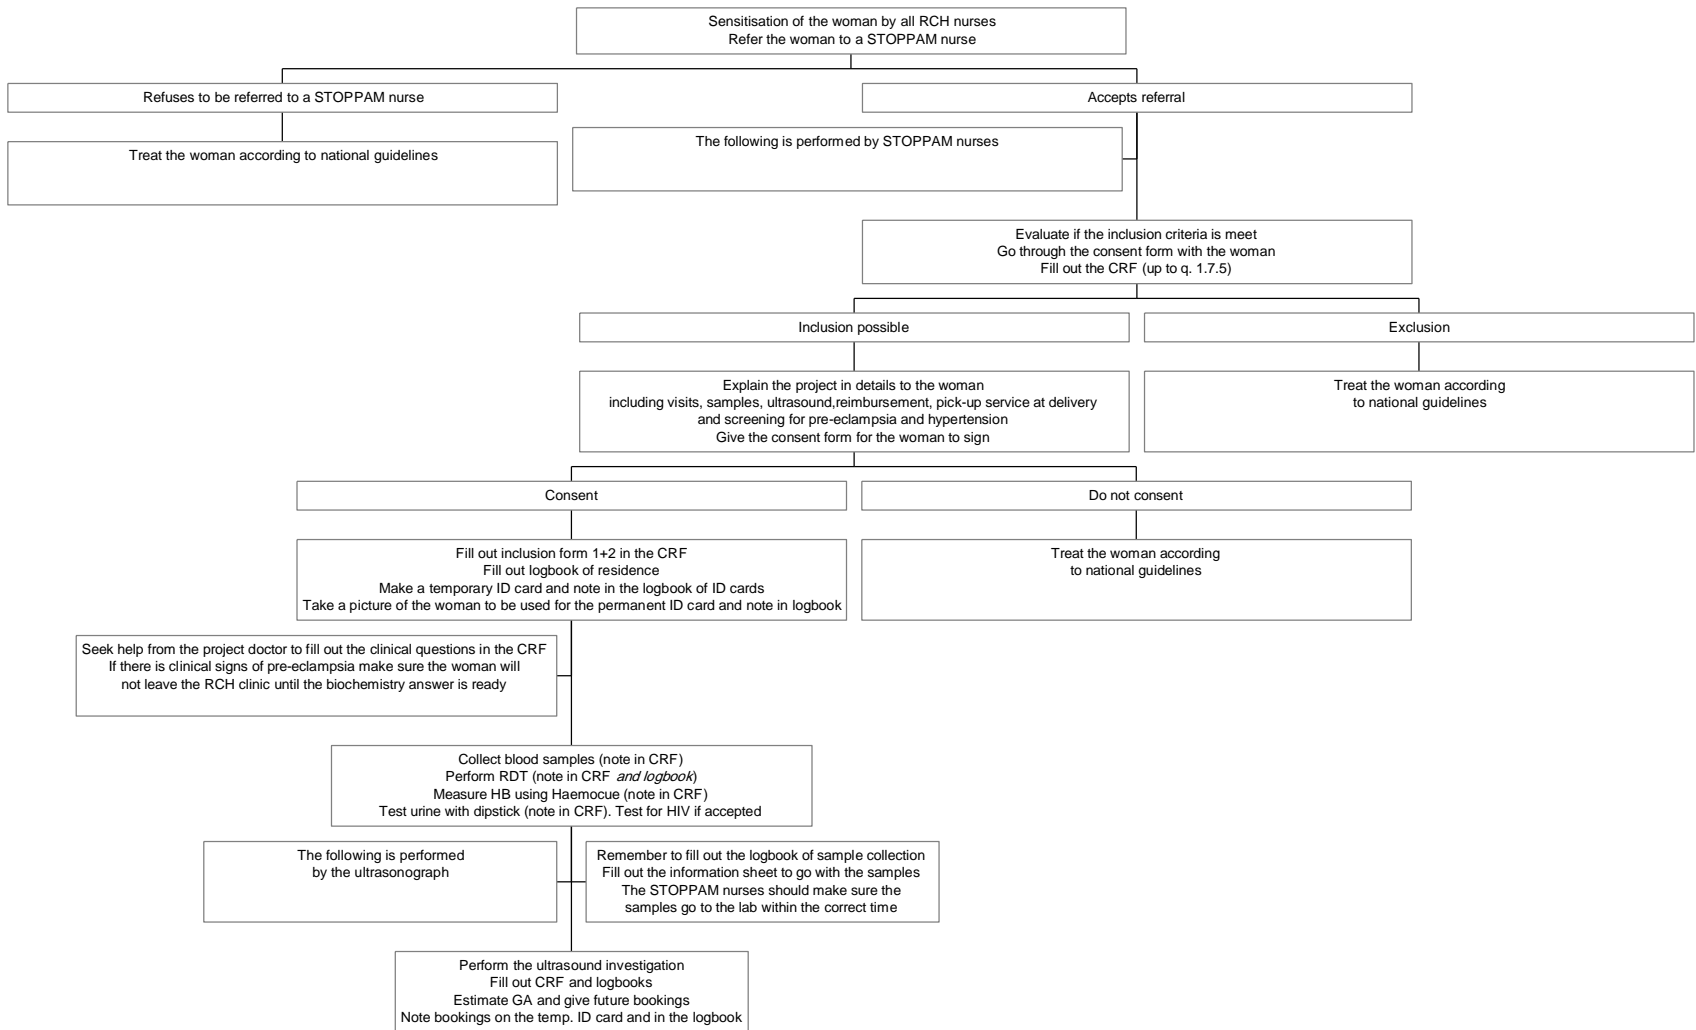 Sensitisation of the woman by all RCH nurses
Refer the woman to a STOPPAM nurse
Refuses to be referred to a STOPPAM nurse
Accepts referral
Treat the woman according to national guidelines
The following is performed by STOPPAM nurses
Evaluate if the inclusion criteria is meet
Go through the consent form with the woman
Fill out the CRF (up to q. 1.7.5)
Inclusion possible
Exclusion
Explain the project in details to the woman
including visits, samples, ultrasound,reimbursement, pick-up service at delivery
and screening for pre-eclampsia and hypertension
Give the consent form for the woman to sign
Treat the woman according
to national guidelines
Consent
Do not consent
Fill out inclusion form 1+2 in the CRF
Fill out logbook of residence
Make a temporary ID card and note in the logbook of ID cards
Take a picture of the woman to be used for the permanent ID card and note in logbook
Treat the woman according
to national guidelines
Seek help from the project doctor to fill out the clinical questions in the CRF
If there is clinical signs of pre-eclampsia make sure the woman will
not leave the RCH clinic until the biochemistry answer is ready
Collect blood samples (note in CRF)
Perform RDT (note in CRF and logbook)
Measure HB using Haemocue (note in CRF)
Test urine with dipstick (note in CRF). Test for HIV if accepted
The following is performed
by the ultrasonograph
Remember to fill out the logbook of sample collection
Fill out the information sheet to go with the samples
The STOPPAM nurses should make sure the
samples go to the lab within the correct time
Perform the ultrasound investigation
Fill out CRF and logbooks
Estimate GA and give future bookings
Note bookings on the temp. ID card and in the logbook